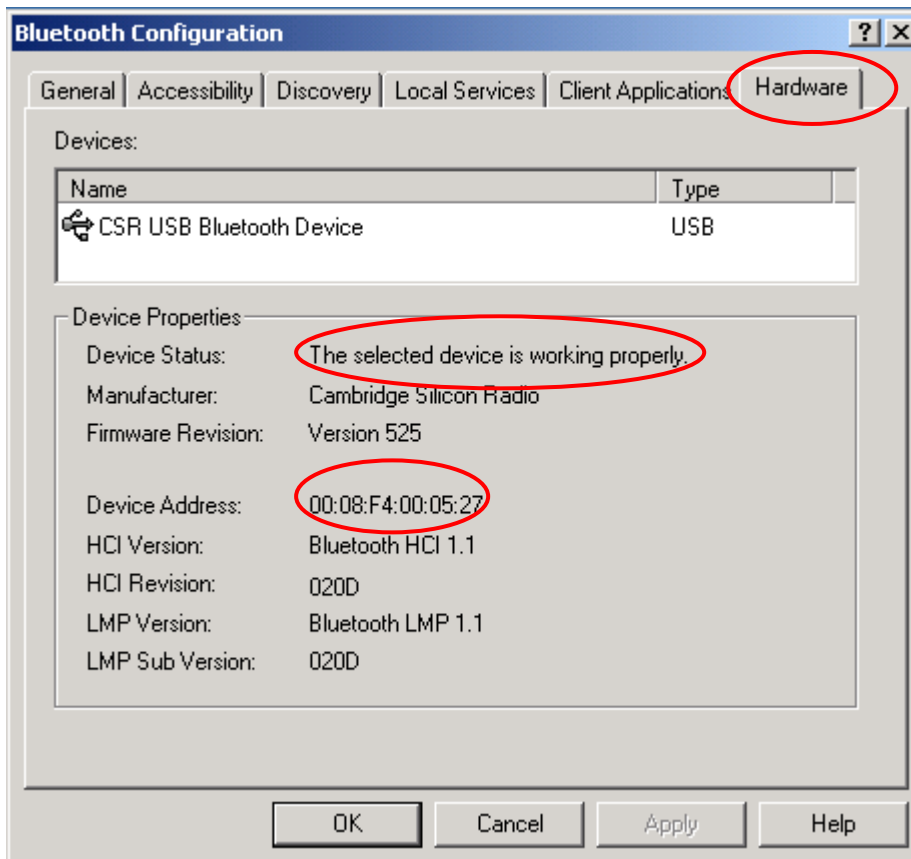 Bluetooth Configuration
General Accessibility Discovery Local Services Client Applications Hardware
Devices:
Name Type
CSR USB Bluetooth Device USB
Device Properties
Device Status: The selected device is working properly.
Manufacturer: Cambridge Silicon Radio
Firmware Revision: Version 525
Device Address: 00:08:F4:00:05:27
HCI Version: Bluetooth HCI 1.1
HCI Revision: 020D
LMP Version: Bluetooth LMP 1.1
LMP Sub Version: 020D
OK Cancel Apply Help